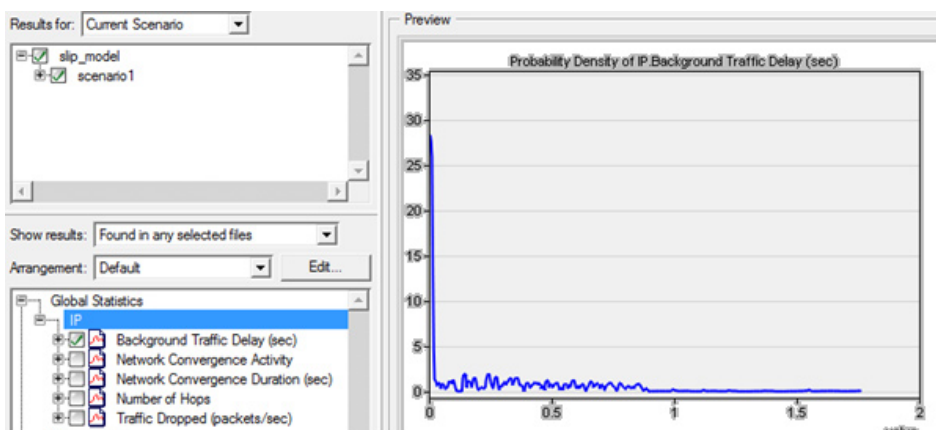 Results for: Current Scenario
slip_model
scenario1
Show results: Found in any selected files
Arrangement: Default Edit...
Global Statistics
IP
Background Traffic Delay (sec)
Network Convergence Activity
Network Convergence Duration (sec)
Number of Hops
Traffic Dropped (packets/sec)
Preview
Probability Density of IP.Background Traffic Delay (sec)
35
30
25
20
15
10
5
0
0 0.5 1 1.5 2